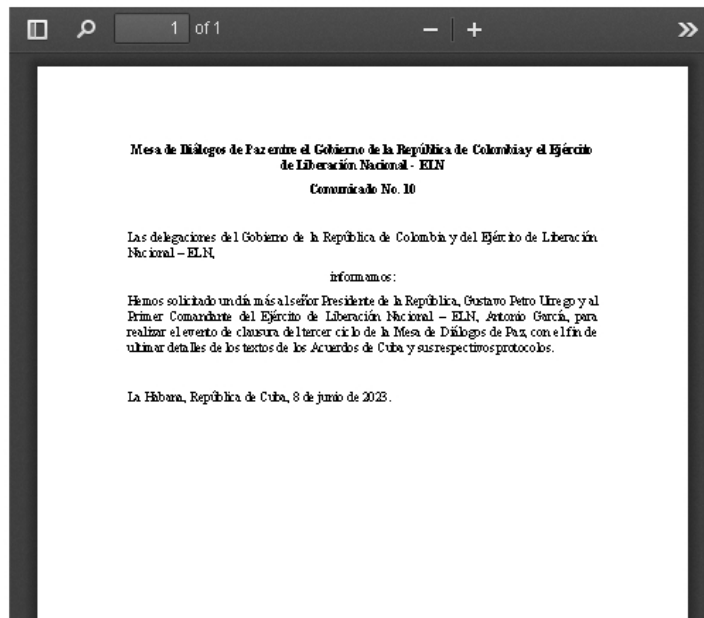 1 of 1
Mesa de Diálogos de Paz entre el Gobierno de la República de Colombia y el Ejército
de Liberación Nacional - ELN
Comunicado No. 10
Las delegaciones del Gobierno de la República de Colombia y del Ejército de Liberación
Nacional – ELN,
informamos:
Hemos solicitado un día más al señor Presidente de la República, Gustavo Petro Urrego y al
Primer Comandante del Ejército de Liberación Nacional – ELN, Antonio García, para
realizar el evento de clausura del tercer ciclo de la Mesa de Diálogos de Paz, con el fin de
ultimar detalles de los textos de los Acuerdos de Cuba y sus respectivos protocolos.
La Habana, República de Cuba, 8 de junio de 2023.